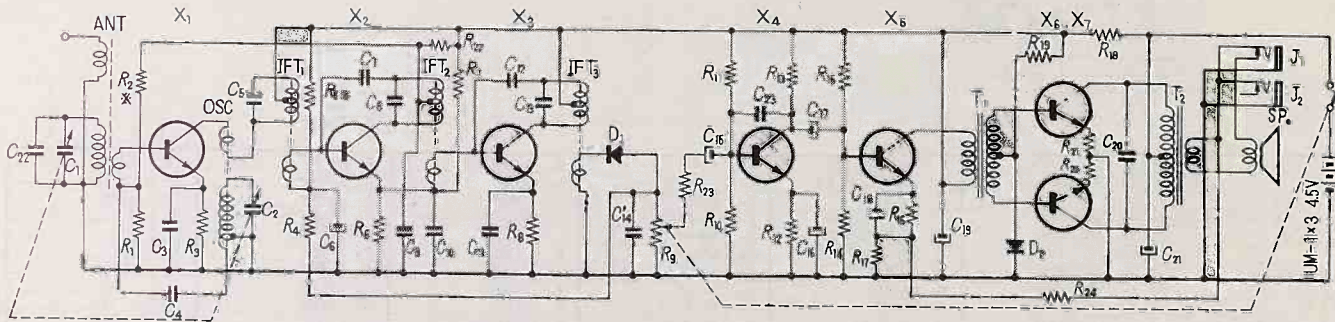 X1 X2 X3 X4 X5 X6 X7
ANT
R2
*
OSC
C5
IFT1
C7
R22
IFT2
C8
R7
C12
IFT3
C13
D1
C15
R23
R11
C23
R13
C17
R15
T1
R19
R18
C20
T2
J1
J2
SP.
C22
C1
R1
C3
R3
C2
C4
R4
C6
R6
C9
C10
C11
R8
C14
R9
R10
R12
C16
R14
C18
R16
R17
C19
R21
R20
D2
C21
R24
UM-1×3 4.5V